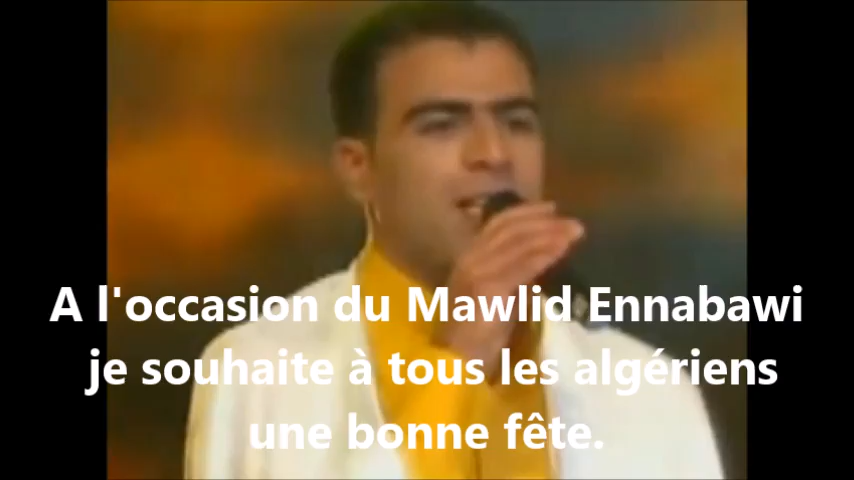 A l'occasion du Mawlid Ennabawi
je souhaite à tous les algériens
une bonne fête.